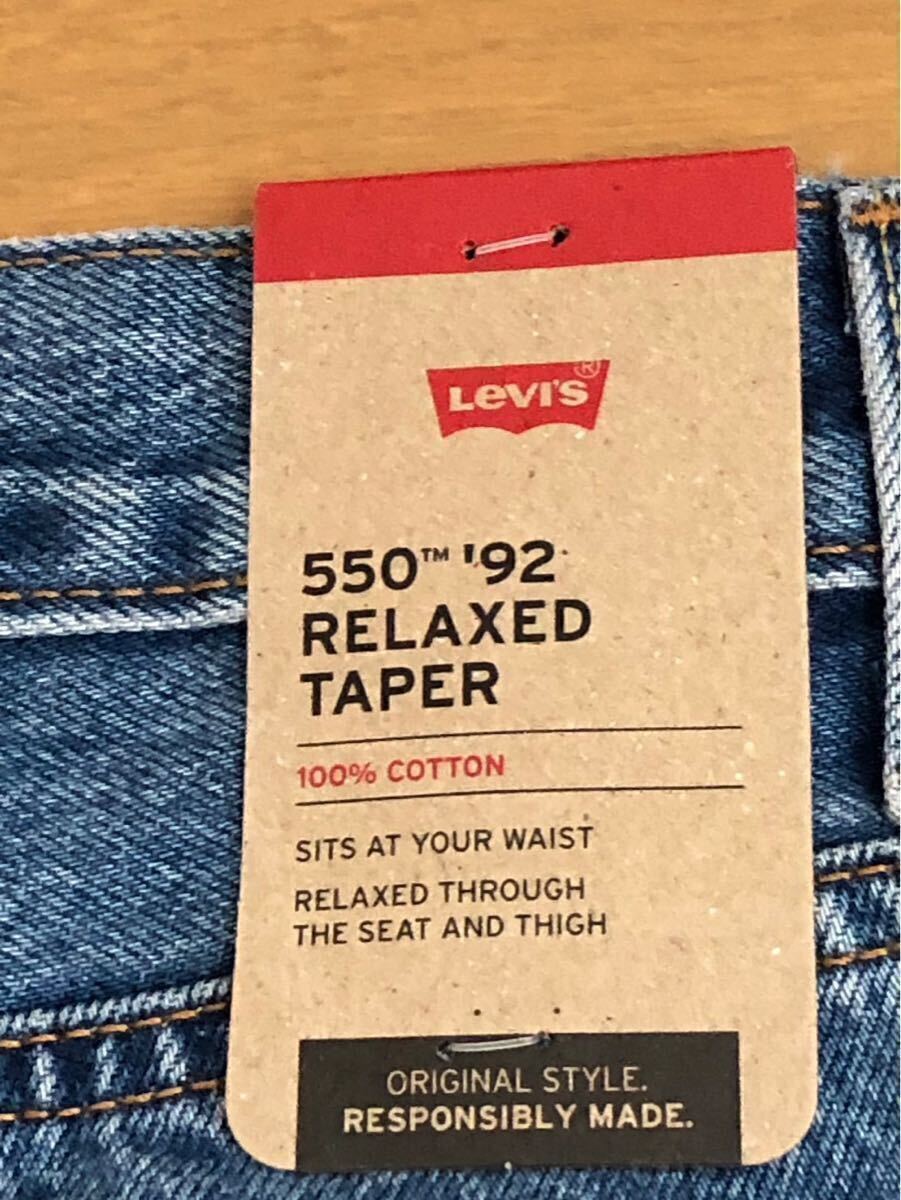 LEVI'S®
550™ '92
RELAXED
TAPER
100% COTTON
SITS AT YOUR WAIST
RELAXED THROUGH
THE SEAT AND THIGH
ORIGINAL STYLE.
RESPONSIBLY MADE.